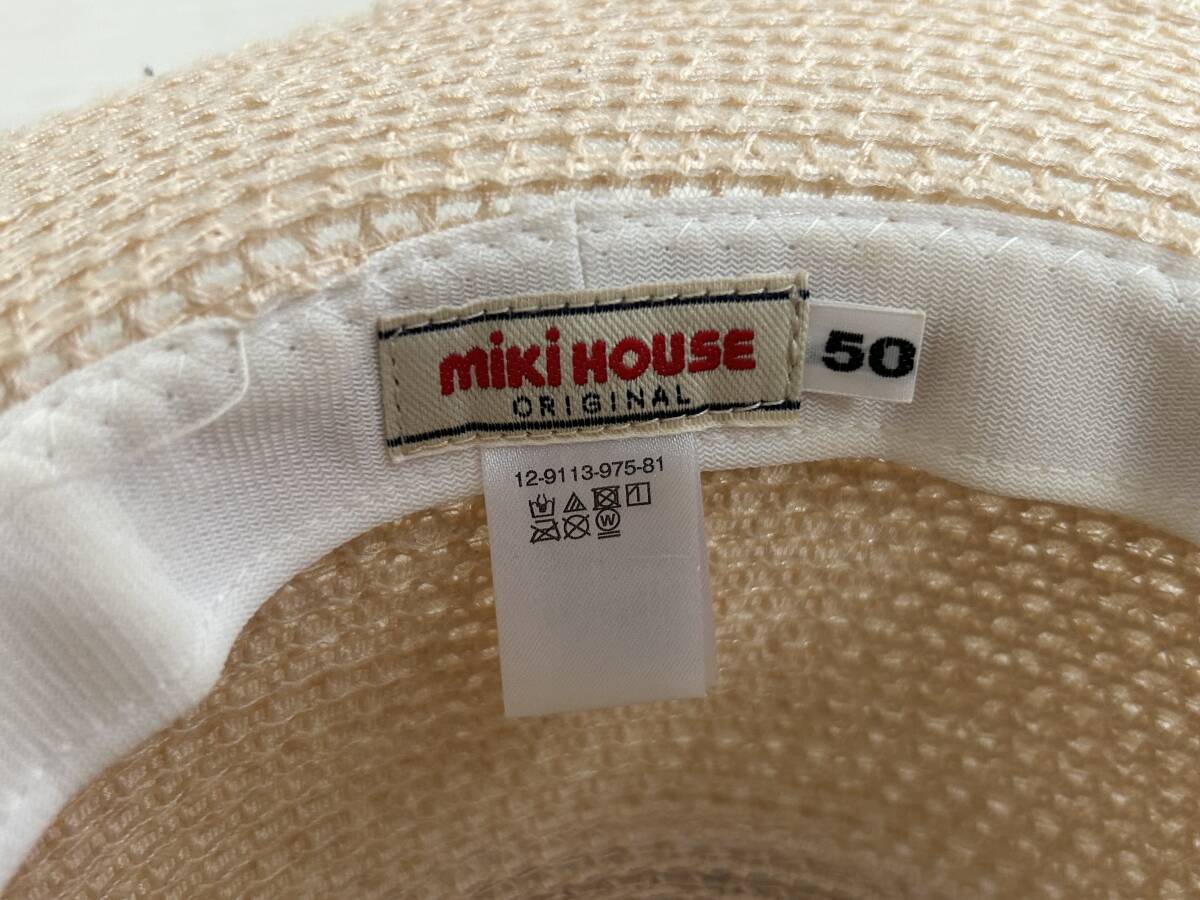 miki HOUSE
ORIGINAL
50
12-9113-975-81
W